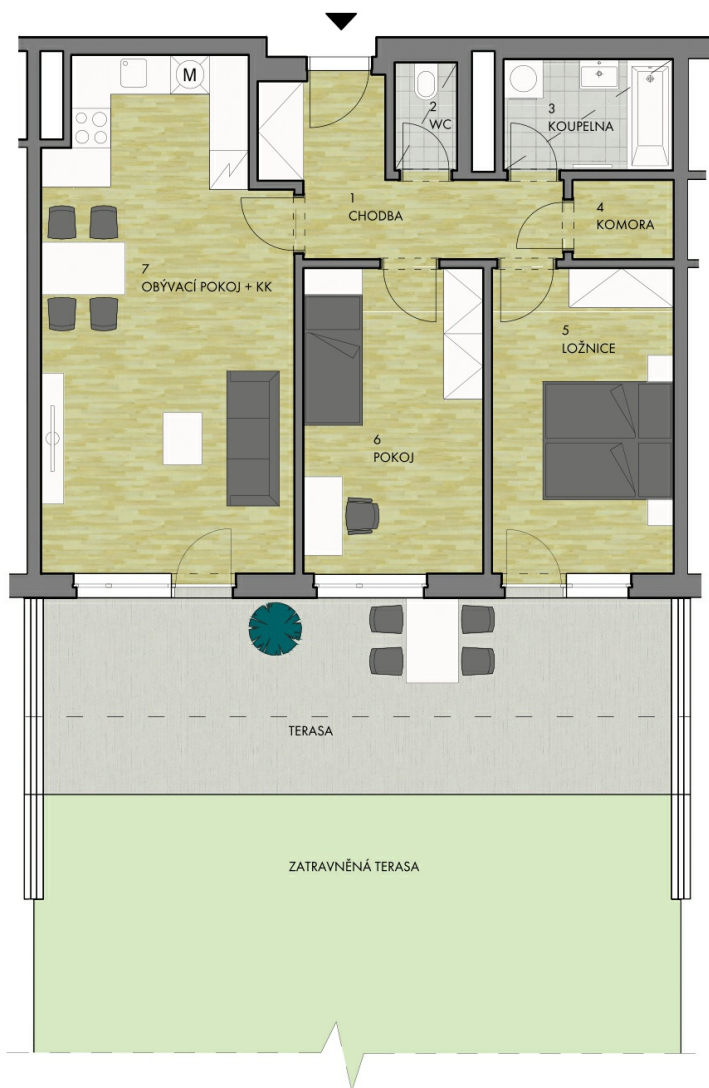 M
2
WC
3
KOUPELNA
1
CHODBA
4
KOMORA
7
OBÝVACÍ POKOJ + KK
5
LOŽNICE
6
POKOJ
TERASA
ZATRAVNĚNÁ TERASA